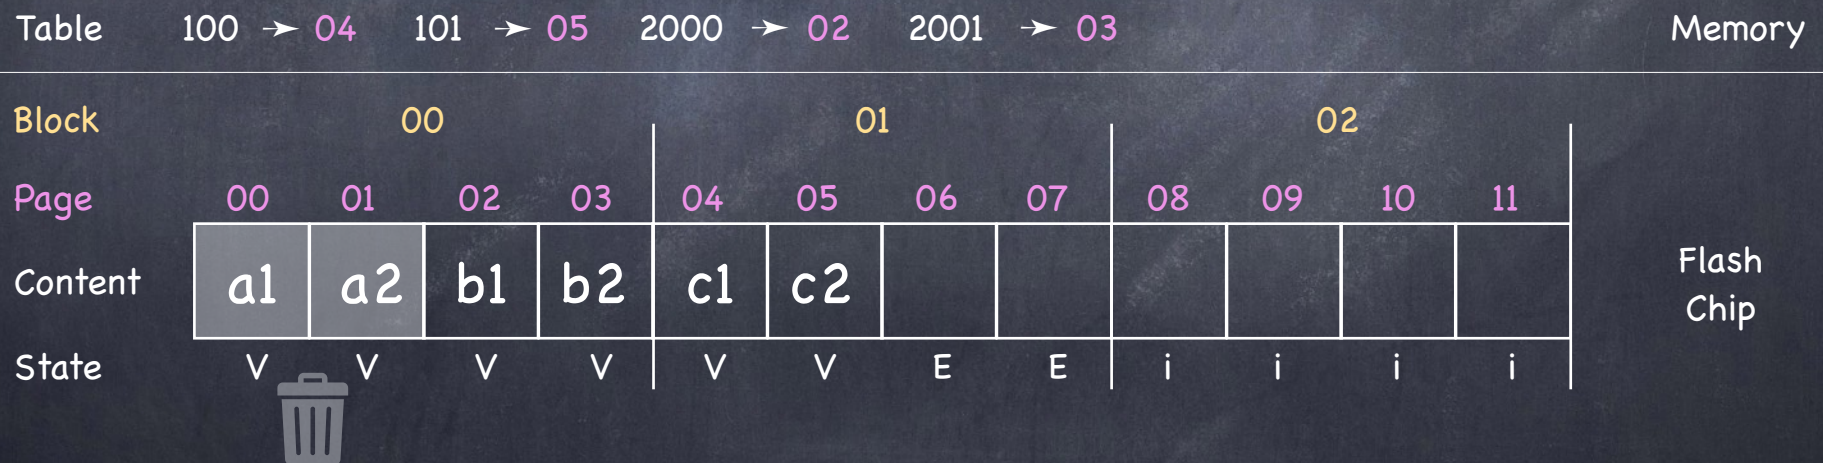 Table 100 → 04 101 → 05 2000 → 02 2001 → 03 Memory
Block 00 01 02
Page 00 01 02 03 04 05 06 07 08 09 10 11
Content a1 a2 b1 b2 c1 c2 Flash Chip
State V V V V V V E E i i i i